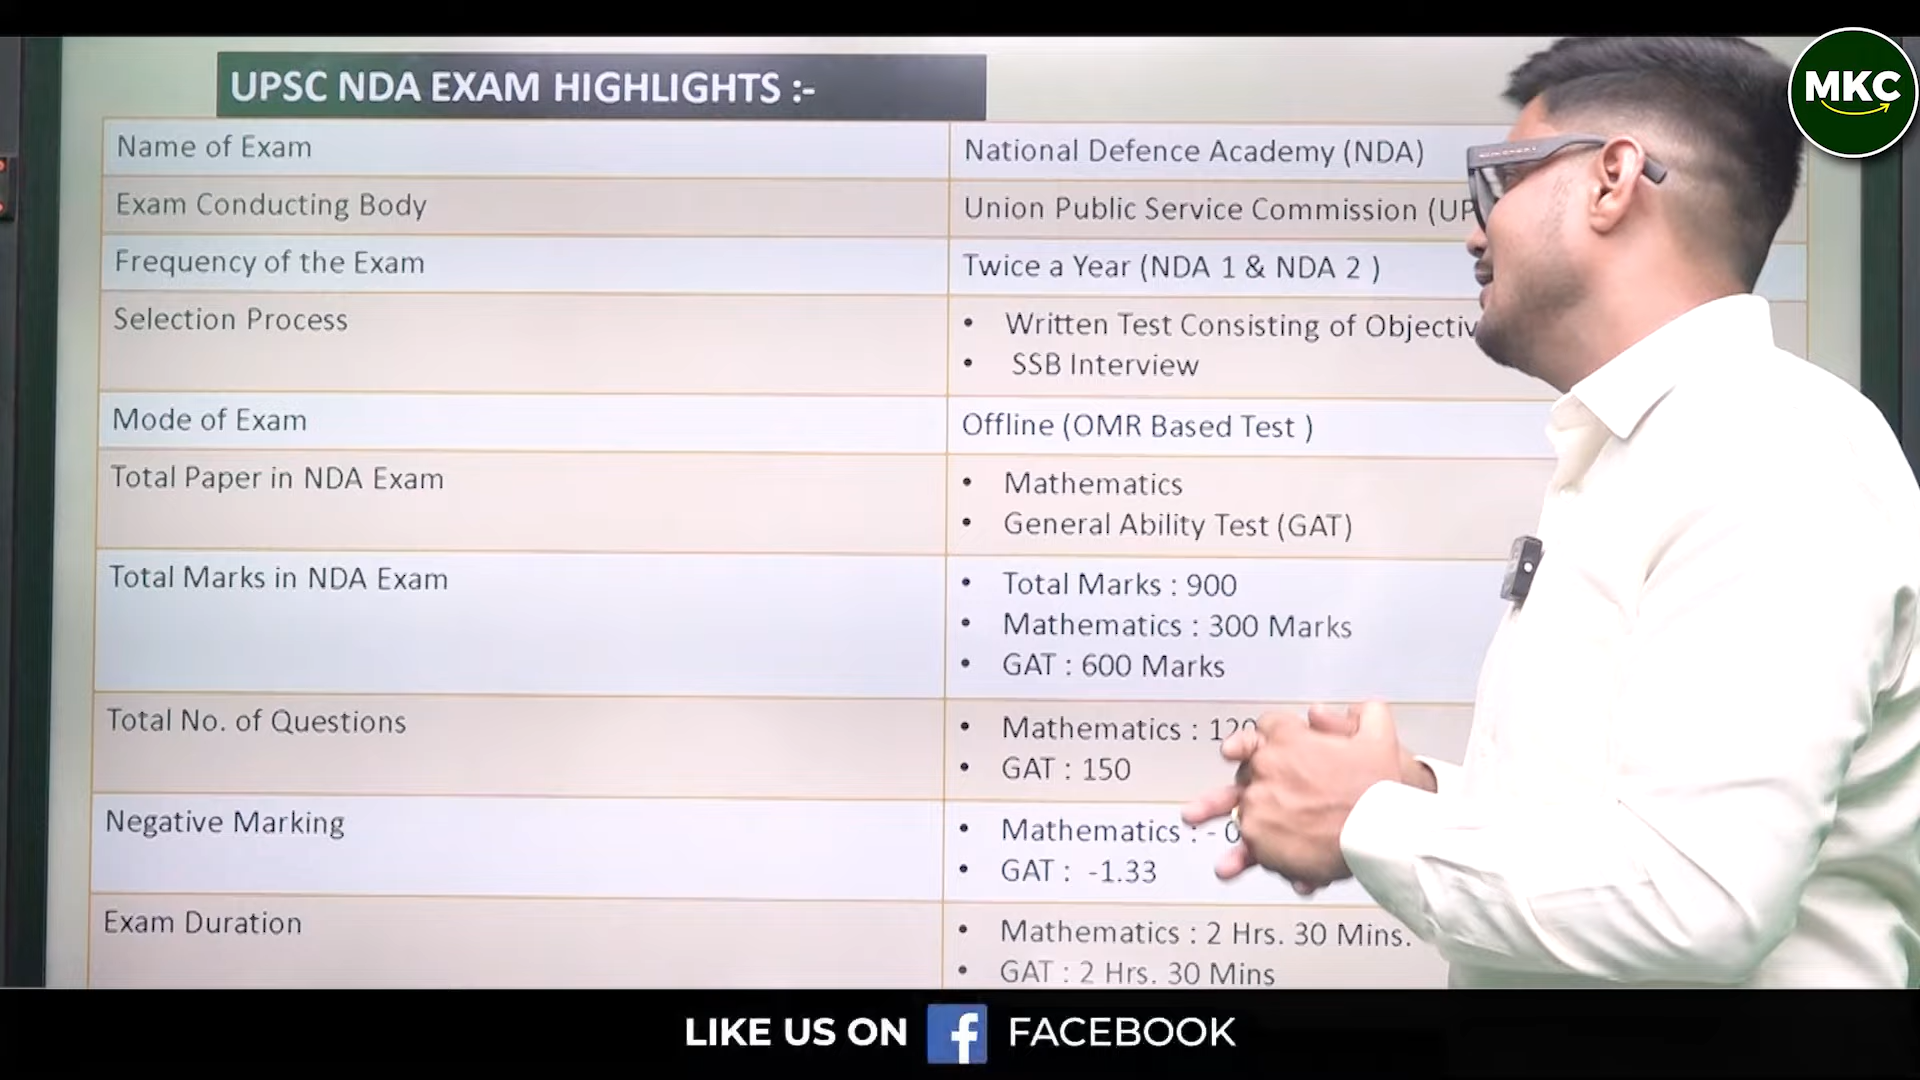 MKC
UPSC NDA EXAM HIGHLIGHTS :-
Name of Exam
National Defence Academy (NDA)
Exam Conducting Body
Union Public Service Commission
Frequency of the Exam
Twice a Year (NDA 1 & NDA 2 )
Selection Process
• Written Test Consisting of
• SSB Interview
Mode of Exam
Offline (OMR Based Test )
Total Paper in NDA Exam
• Mathematics
• General Ability Test (GAT)
Total Marks in NDA Exam
• Total Marks : 900
• Mathematics : 300 Marks
• GAT : 600 Marks
Total No. of Questions
• Mathematics :
• GAT : 150
Negative Marking
• Mathematics : -
• GAT : -1.33
Exam Duration
• Mathematics : 2 Hrs. 30 Mins.
• GAT : 2 Hrs. 30 Mins
LIKE US ON FACEBOOK